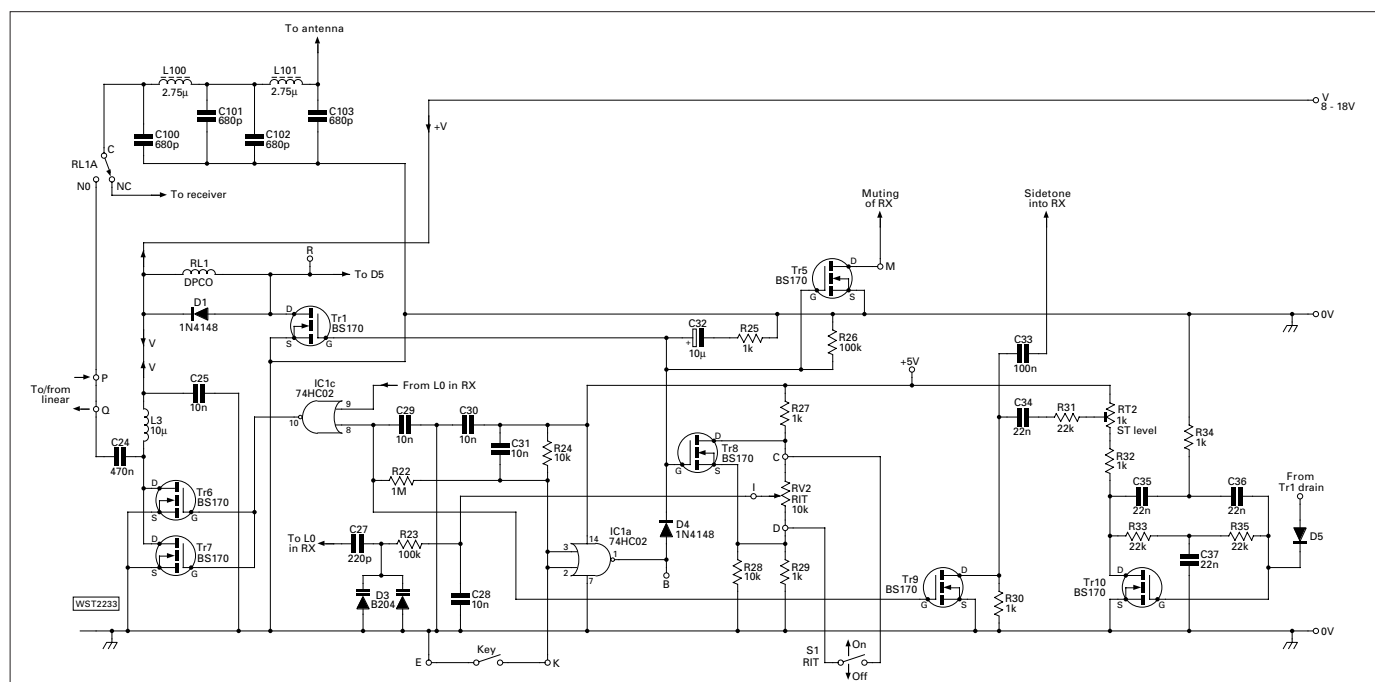 To antenna
L100
2.75µ
L101
2.75µ
C101
680p
C103
680p
C100
680p
C102
680p
+V
V
8 - 18V
C
RL1A
N0
NC
To receiver
Muting
of RX
Sidetone
into RX
R
RL1
DPCO
To D5
D1
1N4148
D
S
G
Tr1
BS170
Tr5
BS170
D
G
S
M
V
V
C32
+
10µ
R25
1k
R26
100k
0V
C33
100n
To/from
linear
P
Q
C25
10n
L3
10µ
C24
470n
IC1c
74HC02
From L0 in RX
10
9
8
C29
10n
C30
10n
C31
10n
R24
10k
R22
1M
+5V
R27
1k
D
G
S
Tr8
BS170
C
I
RV2
RIT
10k
D
C34
22n
R31
22k
RT2
1k
ST level
R32
1k
R34
1k
C35
22n
C36
22n
R33
22k
R35
22k
C37
22n
From
Tr1 drain
D5
D
S
G
Tr6
BS170
D
S
G
Tr7
BS170
To L0
in RX
C27
220p
R23
100k
D3
B204
C28
10n
IC1a
74HC02
14
3
2
1
7
D4
1N4148
B
R28
10k
R29
1k
Tr9
BS170
D
G
S
R30
1k
Tr10
BS170
D
S
G
WST2233
0V
E
Key
K
S1
RIT
On
Off